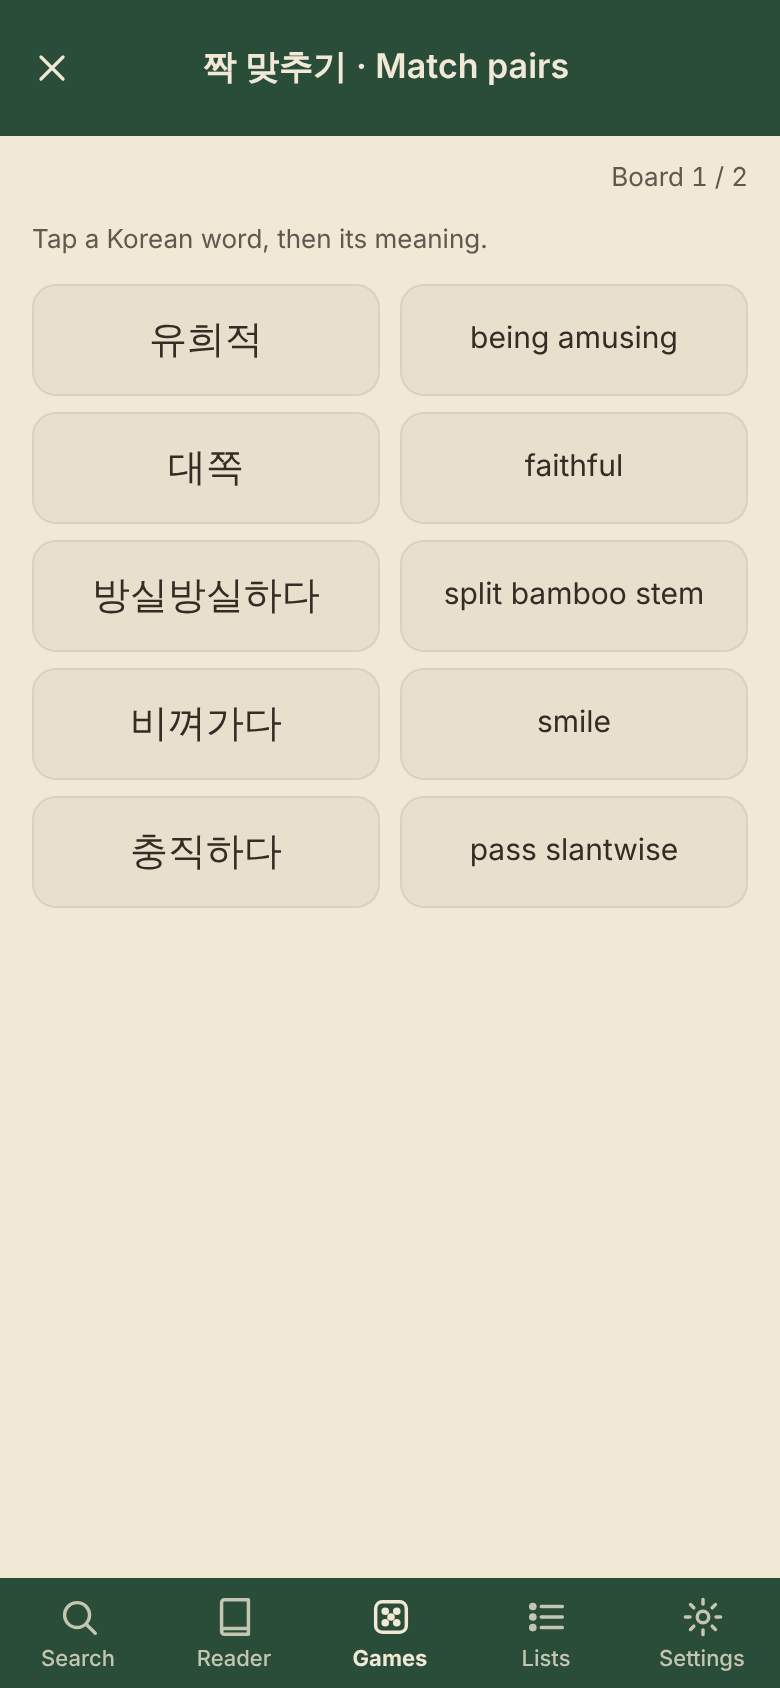 짝 맞추기 · Match pairs
Board 1 / 2
Tap a Korean word, then its meaning.
유희적
being amusing
대쪽
faithful
방실방실하다
split bamboo stem
비껴가다
smile
충직하다
pass slantwise
Search
Reader
Games
Lists
Settings